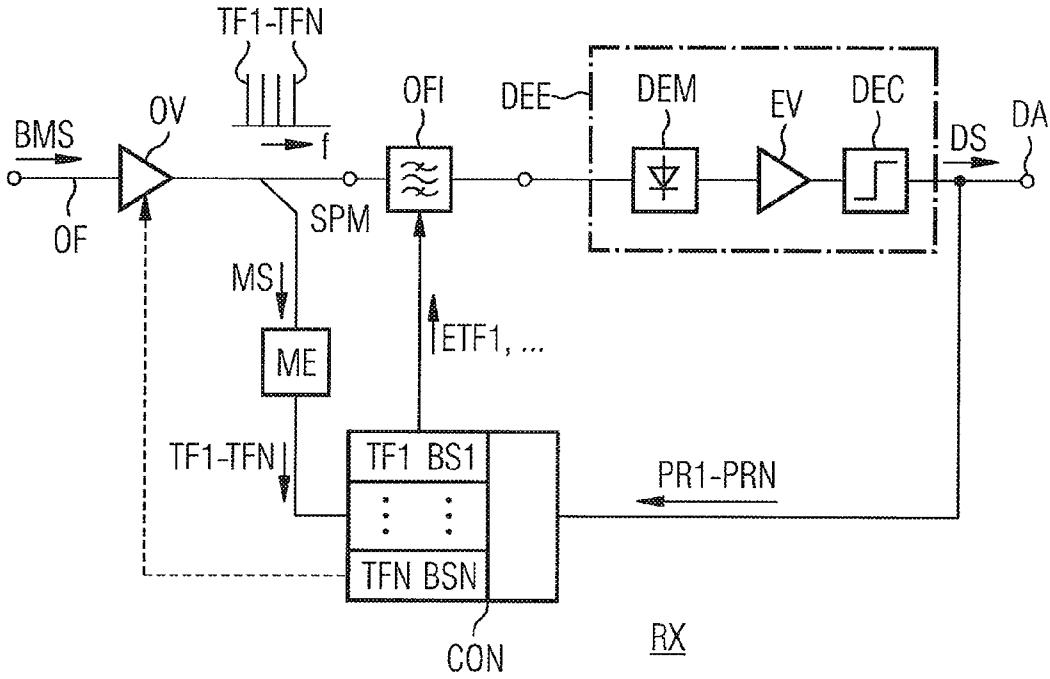 TF1-TFN
BMS
OV
f
OFI
DEE
DEM
EV
DEC
DS
DA
OF
SPM
MS
ME
ETF1, ...
TF1-TFN
TF1 BS1
TFN BSN
PR1-PRN
CON
RX